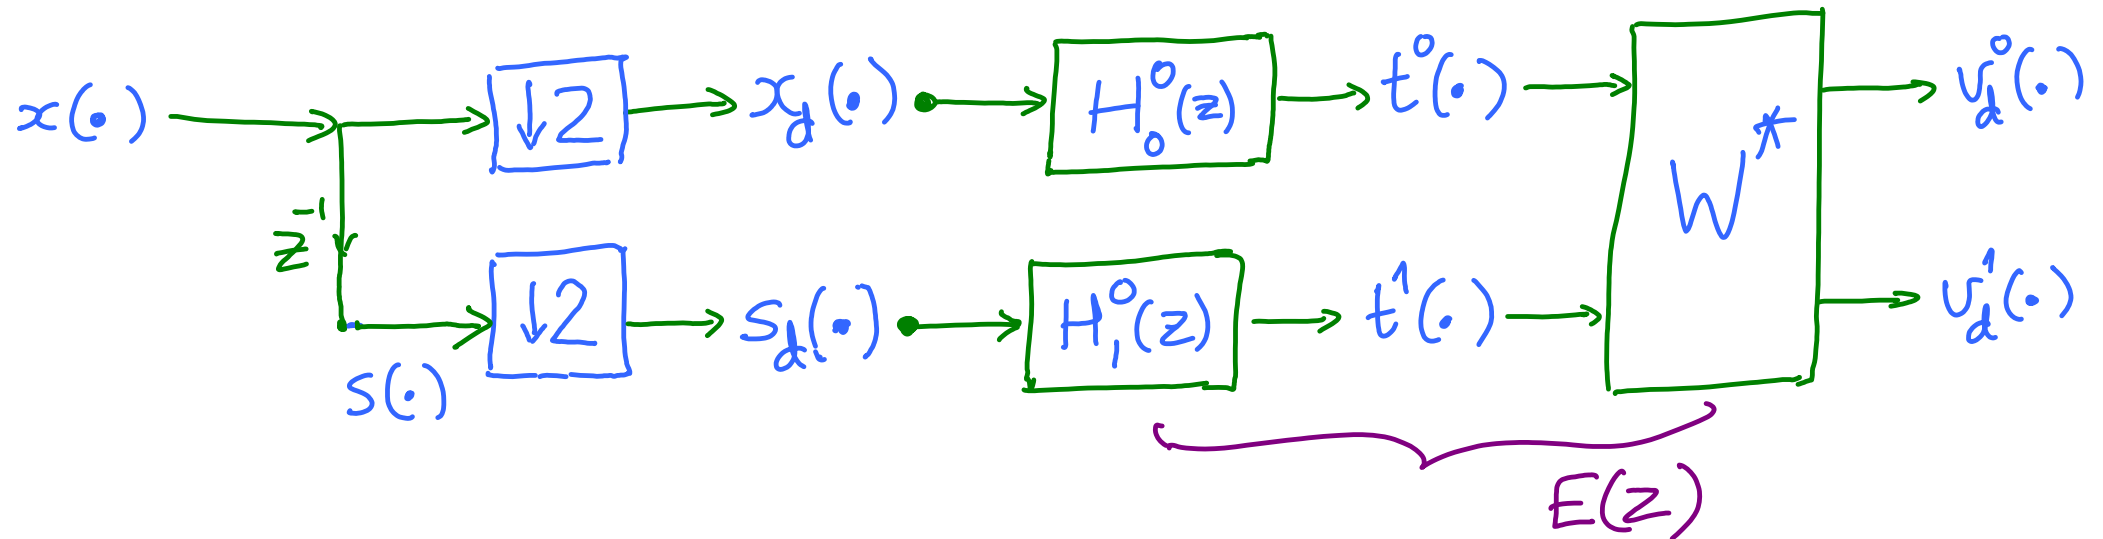 x(·) ↓2 x_d(·) H_0^0(z) t^0(·) W^* v_d^0(·)
z^{-1}
s(·) ↓2 s_d(·) H_1^0(z) t^1(·) v_d^1(·)
E(z)